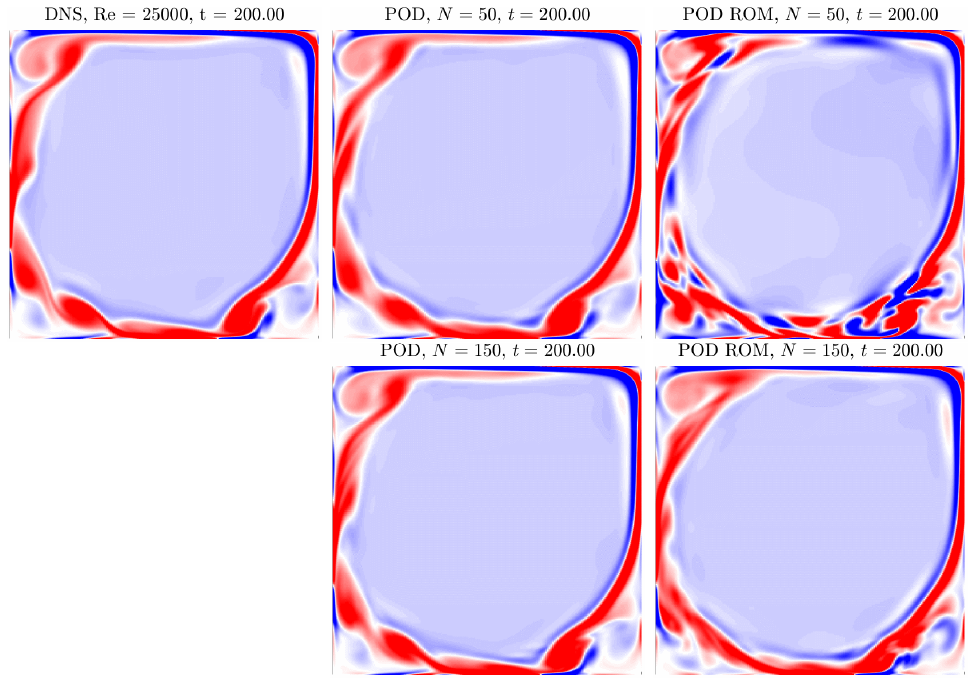 DNS, Re = 25000, t = 200.00
POD, N = 50, t = 200.00
POD ROM, N = 50, t = 200.00
POD, N = 150, t = 200.00
POD ROM, N = 150, t = 200.00